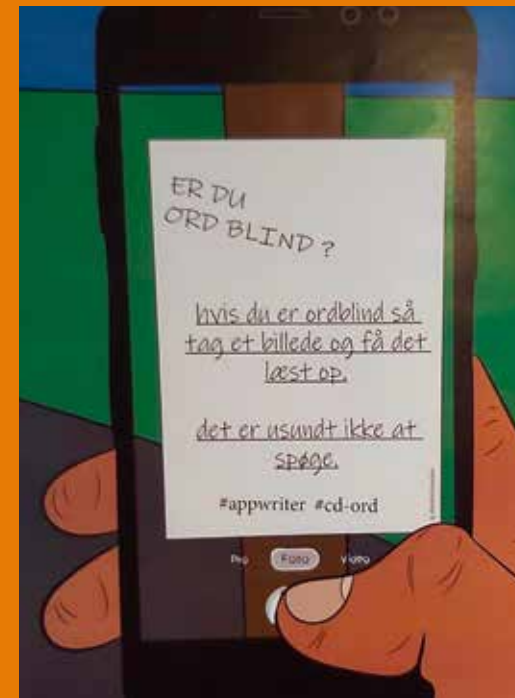 ER DU
ORD BLIND ?
hvis du er ordblind så
tag et billede og få det
læst op.
det er usundt ikke at
spøge.
#appwriter #cd-ord
Pro Foto Video